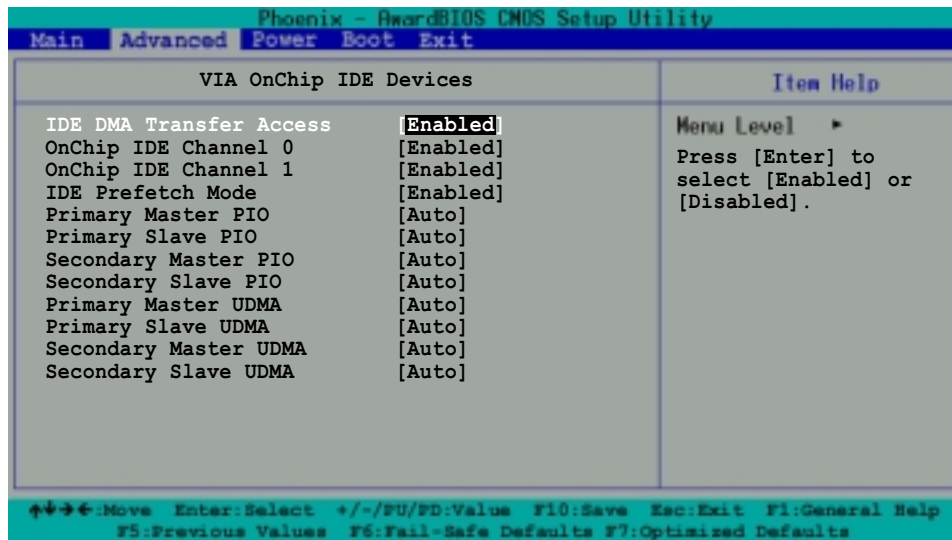 Phoenix - AwardBIOS CMOS Setup Utility
Main Advanced Power Boot Exit
VIA OnChip IDE Devices
Item Help
IDE DMA Transfer Access [Enabled]
OnChip IDE Channel 0 [Enabled]
OnChip IDE Channel 1 [Enabled]
IDE Prefetch Mode [Enabled]
Primary Master PIO [Auto]
Primary Slave PIO [Auto]
Secondary Master PIO [Auto]
Secondary Slave PIO [Auto]
Primary Master UDMA [Auto]
Primary Slave UDMA [Auto]
Secondary Master UDMA [Auto]
Secondary Slave UDMA [Auto]
Menu Level ►
Press [Enter] to
select [Enabled] or
[Disabled].
↑↓→←:Move Enter:Select +/-/PU/PD:Value F10:Save Esc:Exit F1:General Help
F5:Previous Values F6:Fail-Safe Defaults F7:Optimized Defaults